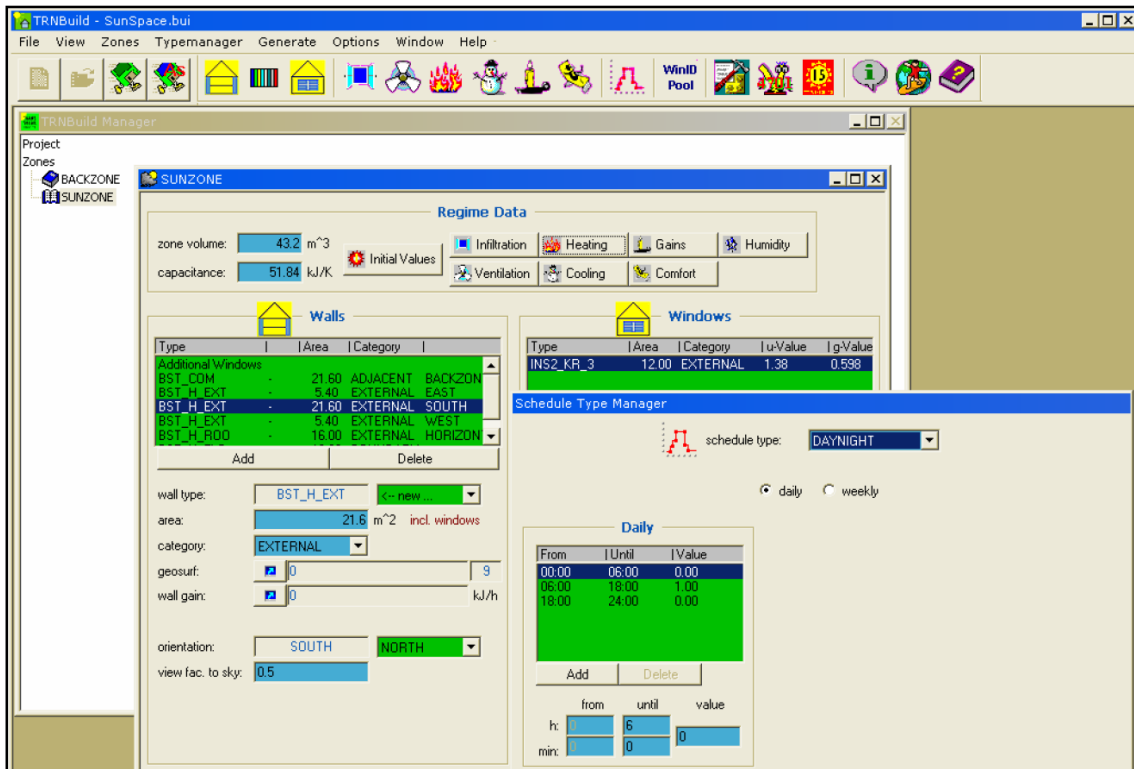 TRNBuild - SunSpace.bui
File View Zones Typemanager Generate Options Window Help
WinID
Pool
15
TRNBuild Manager
Project
Zones
BACKZONE
SUNZONE
SUNZONE
Regime Data
zone volume: 43.2 m^3
capacitance: 51.84 kJ/K
Initial Values
Infiltration Heating Gains Humidity
Ventilation Cooling Comfort
Walls
Type | | Area | Category |
Additional Windows
BST_COM - 21.60 ADJACENT BACKZON
BST_H_EXT - 5.40 EXTERNAL EAST
BST_H_EXT - 21.60 EXTERNAL SOUTH
BST_H_EXT - 5.40 EXTERNAL WEST
BST_H_ROO - 16.00 EXTERNAL HORIZON
Add Delete
wall type: BST_H_EXT <-- new ...
area: 21.6 m^2 incl. windows
category: EXTERNAL
geosurf: 0 9
wall gain: 0 kJ/h
orientation: SOUTH NORTH
view fac. to sky: 0.5
Windows
Type | Area | Category | u-Value | g-Value
INS2_KR_3 12.00 EXTERNAL 1.38 0.598
Schedule Type Manager
schedule type: DAYNIGHT
daily weekly
Daily
From | Until | Value
00:00 06:00 0.00
06:00 18:00 1.00
18:00 24:00 0.00
Add Delete
from until value
h: 0 6
0
min: 0 0